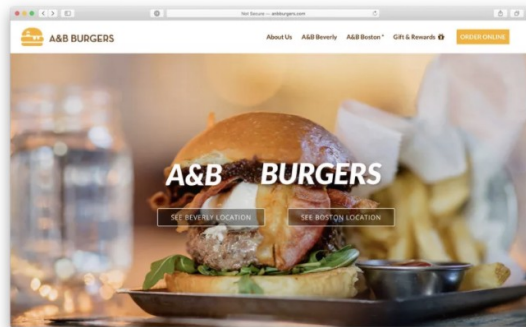 Not Secure — anbburgers.com
A&B BURGERS
About Us A&B Beverly A&B Boston Gift & Rewards ORDER ONLINE
A&B BURGERS
SEE BEVERLY LOCATION SEE BOSTON LOCATION